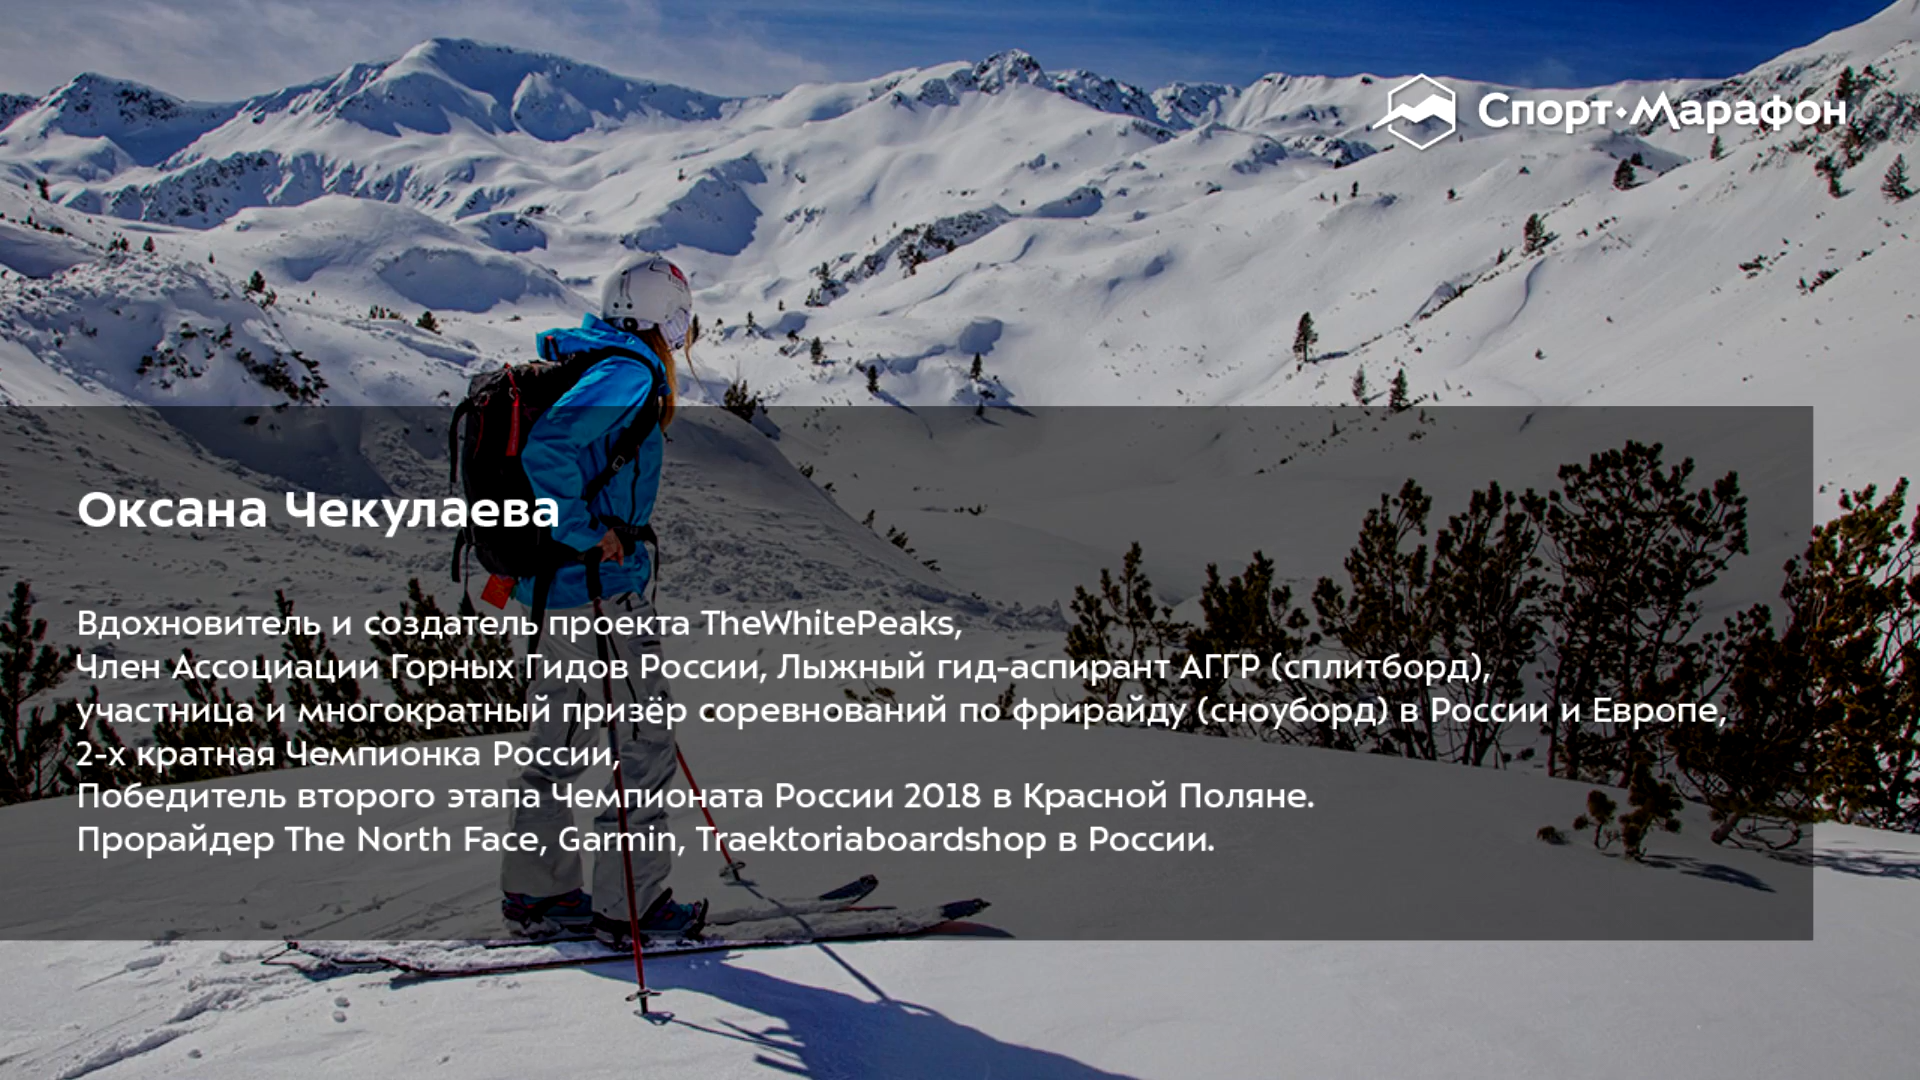 Спорт·Марафон
Оксана Чекулаева
Вдохновитель и создатель проекта TheWhitePeaks,
Член Ассоциации Горных Гидов России, Лыжный гид-аспирант АГГР (сплитборд),
участница и многократный призёр соревнований по фрирайду (сноуборд) в России и Европе,
2-х кратная Чемпионка России,
Победитель второго этапа Чемпионата России 2018 в Красной Поляне.
Прорайдер The North Face, Garmin, Traektoriaboardshop в России.